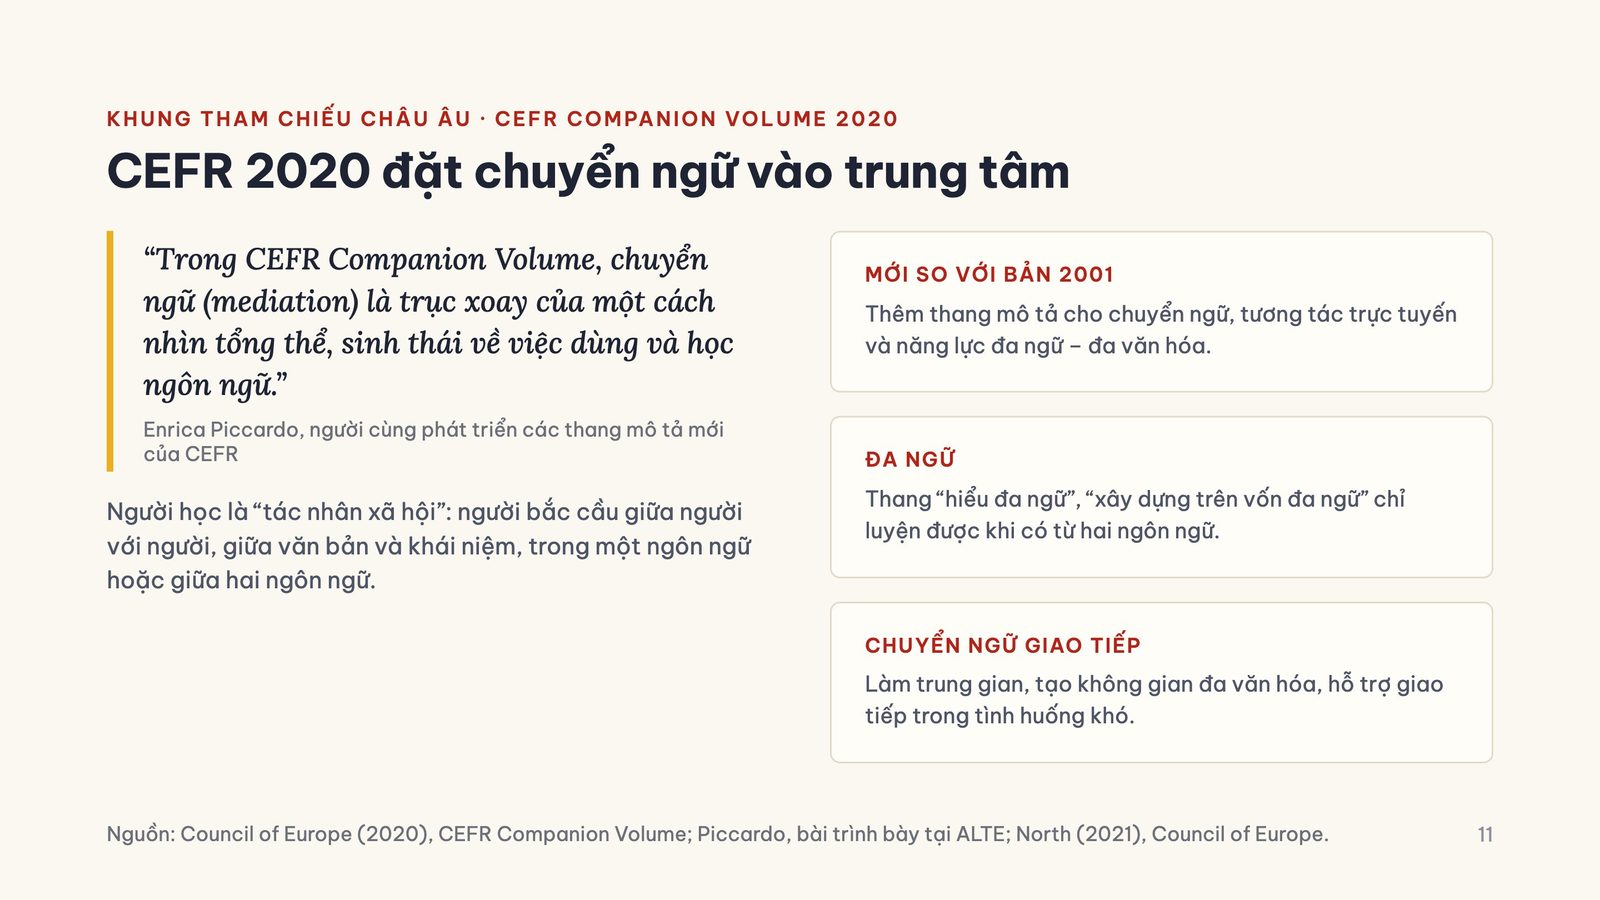 KHUNG THAM CHIẾU CHÂU ÂU · CEFR COMPANION VOLUME 2020
CEFR 2020 đặt chuyển ngữ vào trung tâm
“Trong CEFR Companion Volume, chuyển
ngữ (mediation) là trục xoay của một cách
nhìn tổng thể, sinh thái về việc dùng và học
ngôn ngữ.”
Enrica Piccardo, người cùng phát triển các thang mô tả mới
của CEFR
Người học là “tác nhân xã hội”: người bắc cầu giữa người
với người, giữa văn bản và khái niệm, trong một ngôn ngữ
hoặc giữa hai ngôn ngữ.
MỚI SO VỚI BẢN 2001
Thêm thang mô tả cho chuyển ngữ, tương tác trực tuyến
và năng lực đa ngữ – đa văn hóa.
ĐA NGỮ
Thang “hiểu đa ngữ”, “xây dựng trên vốn đa ngữ” chỉ
luyện được khi có từ hai ngôn ngữ.
CHUYỂN NGỮ GIAO TIẾP
Làm trung gian, tạo không gian đa văn hóa, hỗ trợ giao
tiếp trong tình huống khó.
Nguồn: Council of Europe (2020), CEFR Companion Volume; Piccardo, bài trình bày tại ALTE; North (2021), Council of Europe.
11